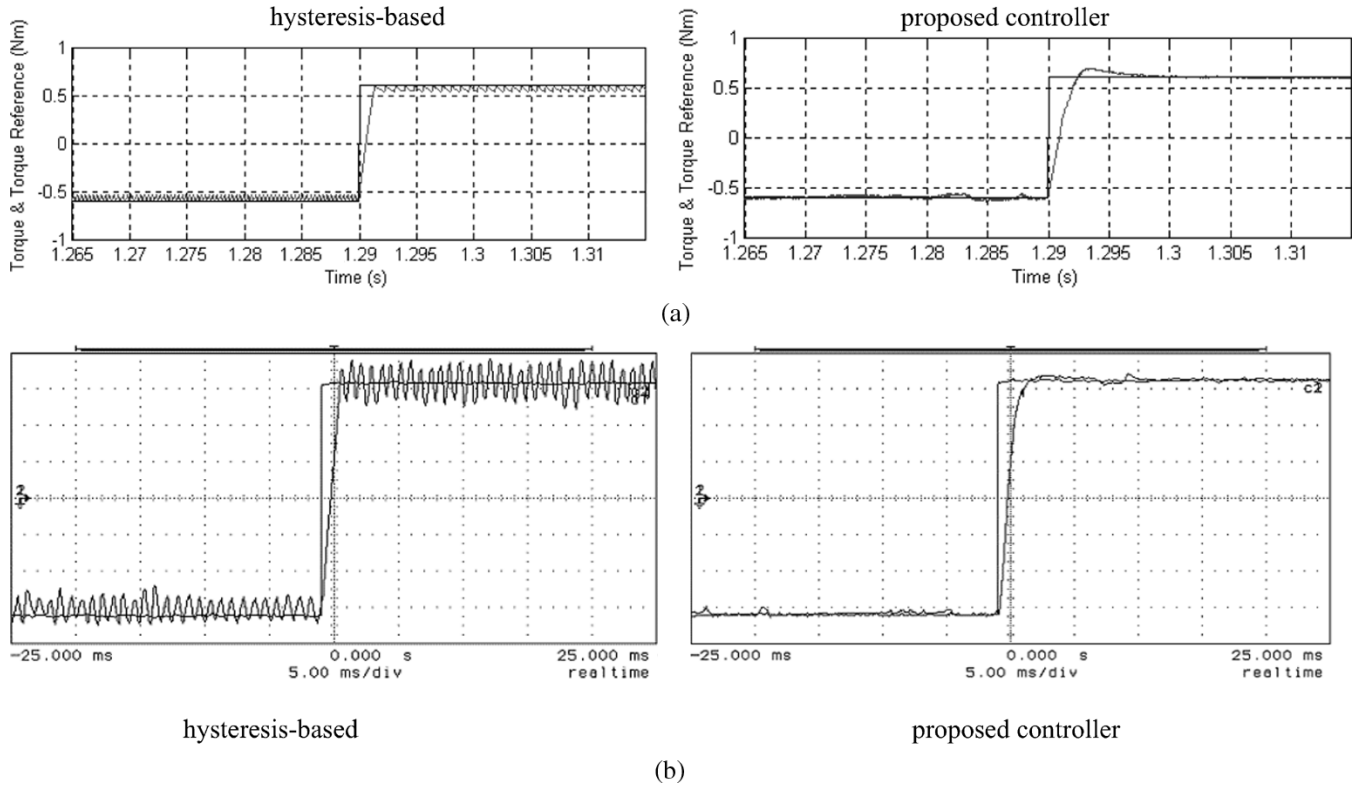 hysteresis-based
proposed controller
Torque & Torque Reference (Nm)
1
0.5
0
-0.5
-1
1.265 1.27 1.275 1.28 1.285 1.29 1.295 1.3 1.305 1.31
Time (s)
Torque & Torque Reference (Nm)
1
0.5
0
-0.5
-1
1.265 1.27 1.275 1.28 1.285 1.29 1.295 1.3 1.305 1.31
Time (s)
(a)
-25.000 ms 0.000 s 25.000 ms
5.00 ms/div realtime
c2
-25.000 ms 0.000 s 25.000 ms
5.00 ms/div realtime
hysteresis-based
proposed controller
(b)